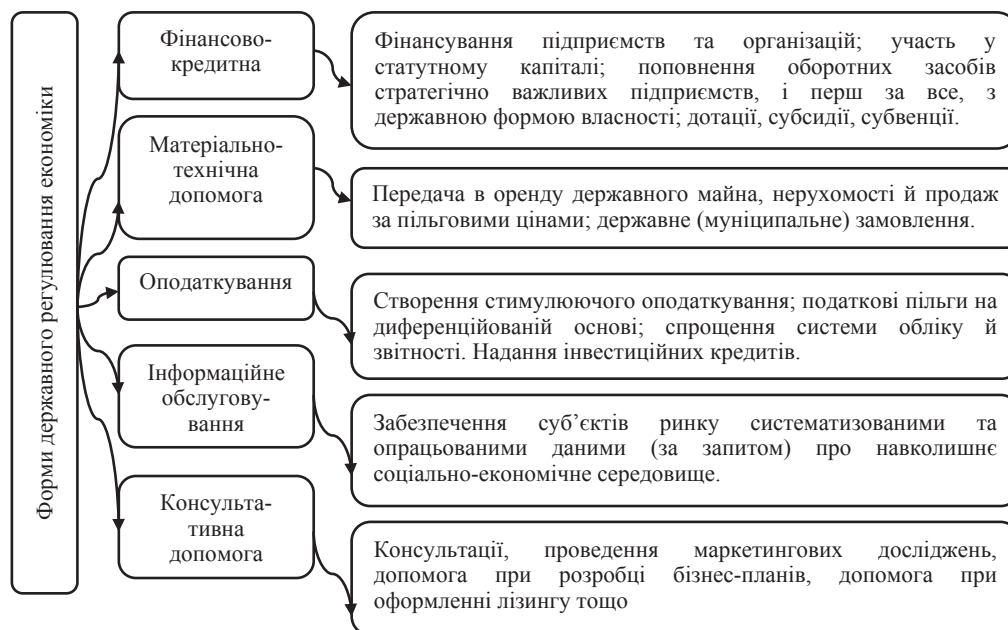 Форми державного регулювання економіки
Фінансово-
кредитна
Фінансування підприємств та організацій; участь у
статутному капіталі; поповнення оборотних засобів
стратегічно важливих підприємств, і перш за все, з
державною формою власності; дотації, субсидії, субвенції.
Матеріально-
технічна
допомога
Передача в оренду державного майна, нерухомості й продаж
за пільговими цінами; державне (муніципальне) замовлення.
Оподаткування
Створення стимулюючого оподаткування; податкові пільги на
диференційованій основі; спрощення системи обліку й
звітності. Надання інвестиційних кредитів.
Інформаційне
обслугову-
вання
Забезпечення суб’єктів ринку систематизованими та
опрацьованими даними (за запитом) про навколишнє
соціально-економічне середовище.
Консульта-
тивна
допомога
Консультації, проведення маркетингових досліджень,
допомога при розробці бізнес-планів, допомога при
оформленні лізингу тощо